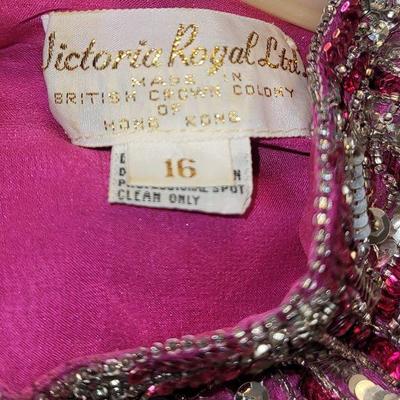 Victoria Royal Ltd.
MADE IN
BRITISH CROWN COLONY
OF
HONG KONG
16
PROFESSIONAL SPOT
CLEAN ONLY